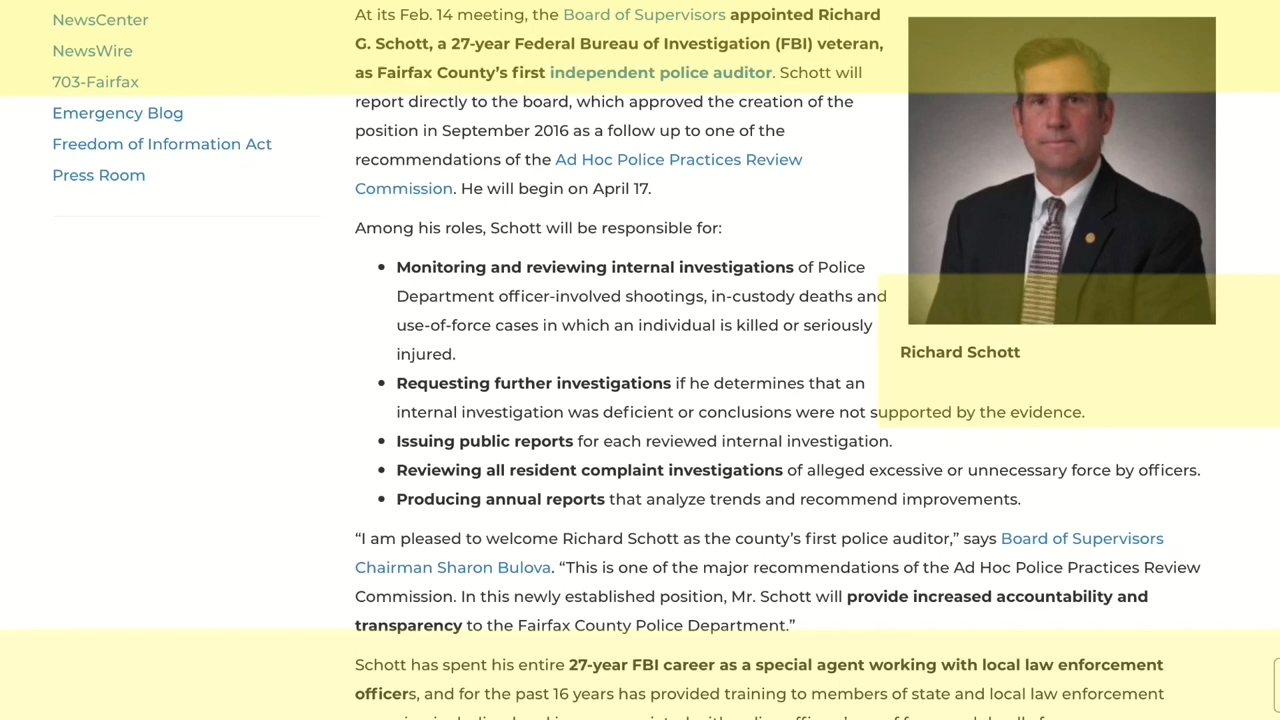 NewsCenter
NewsWire
703-Fairfax
Emergency Blog
Freedom of Information Act
Press Room
At its Feb. 14 meeting, the Board of Supervisors appointed Richard
G. Schott, a 27-year Federal Bureau of Investigation (FBI) veteran,
as Fairfax County’s first independent police auditor. Schott will
report directly to the board, which approved the creation of the
position in September 2016 as a follow up to one of the
recommendations of the Ad Hoc Police Practices Review
Commission. He will begin on April 17.
Among his roles, Schott will be responsible for:
• Monitoring and reviewing internal investigations of Police
Department officer-involved shootings, in-custody deaths and
use-of-force cases in which an individual is killed or seriously
injured.
• Requesting further investigations if he determines that an
internal investigation was deficient or conclusions were not supported by the evidence.
• Issuing public reports for each reviewed internal investigation.
• Reviewing all resident complaint investigations of alleged excessive or unnecessary force by officers.
• Producing annual reports that analyze trends and recommend improvements.
Richard Schott
“I am pleased to welcome Richard Schott as the county’s first police auditor,” says Board of Supervisors
Chairman Sharon Bulova. “This is one of the major recommendations of the Ad Hoc Police Practices Review
Commission. In this newly established position, Mr. Schott will provide increased accountability and
transparency to the Fairfax County Police Department.”
Schott has spent his entire 27-year FBI career as a special agent working with local law enforcement
officers, and for the past 16 years has provided training to members of state and local law enforcement